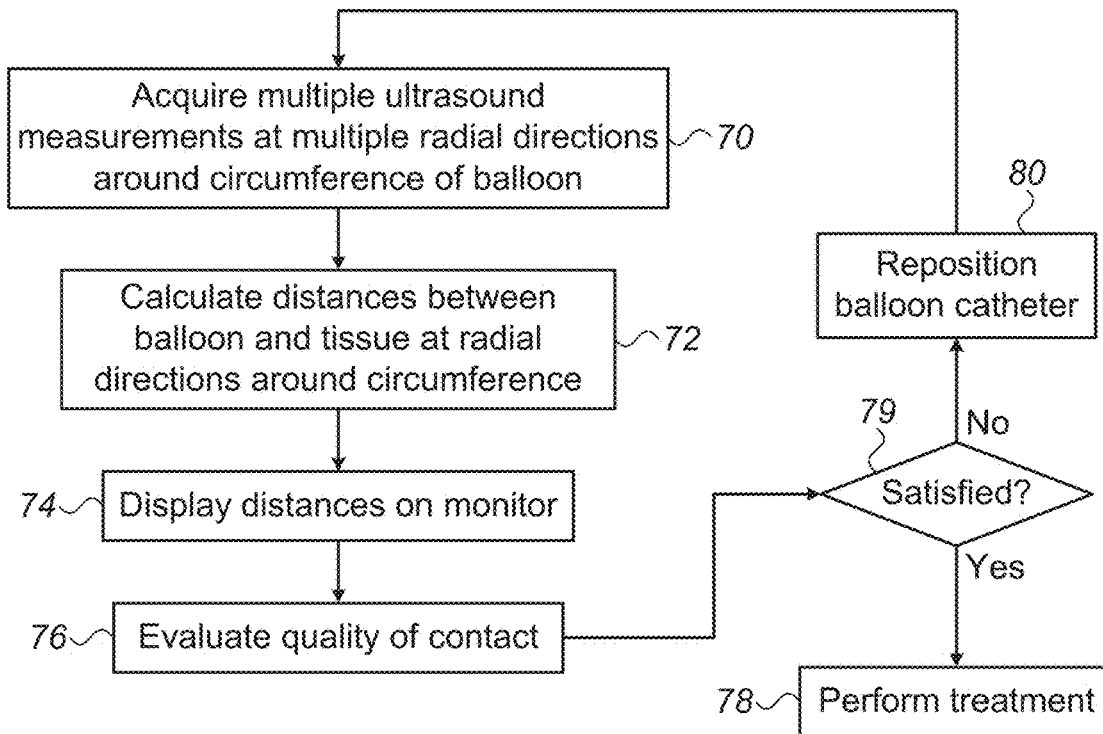 Acquire multiple ultrasound
measurements at multiple radial directions
around circumference of balloon
70
Calculate distances between
balloon and tissue at radial
directions around circumference
72
74
Display distances on monitor
76
Evaluate quality of contact
80
Reposition
balloon catheter
No
79
Satisfied?
Yes
78
Perform treatment